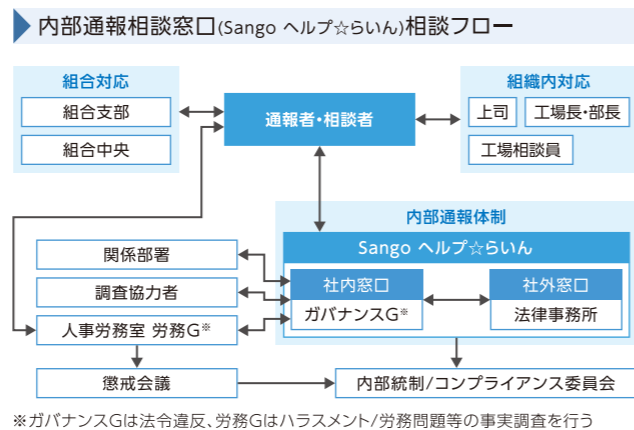 内部通報相談窓口(Sango ヘルプ☆らいん)相談フロー
組合対応
組合支部
組合中央
通報者・相談者
組織内対応
上司
工場長・部長
工場相談員
内部通報体制
Sango ヘルプ☆らいん
社内窓口
ガバナンスG※
社外窓口
法律事務所
関係部署
調査協力者
人事労務室 労務G※
懲戒会議
内部統制/コンプライアンス委員会
※ガバナンスGは法令違反、労務Gはハラスメント/労務問題等の事実調査を行う